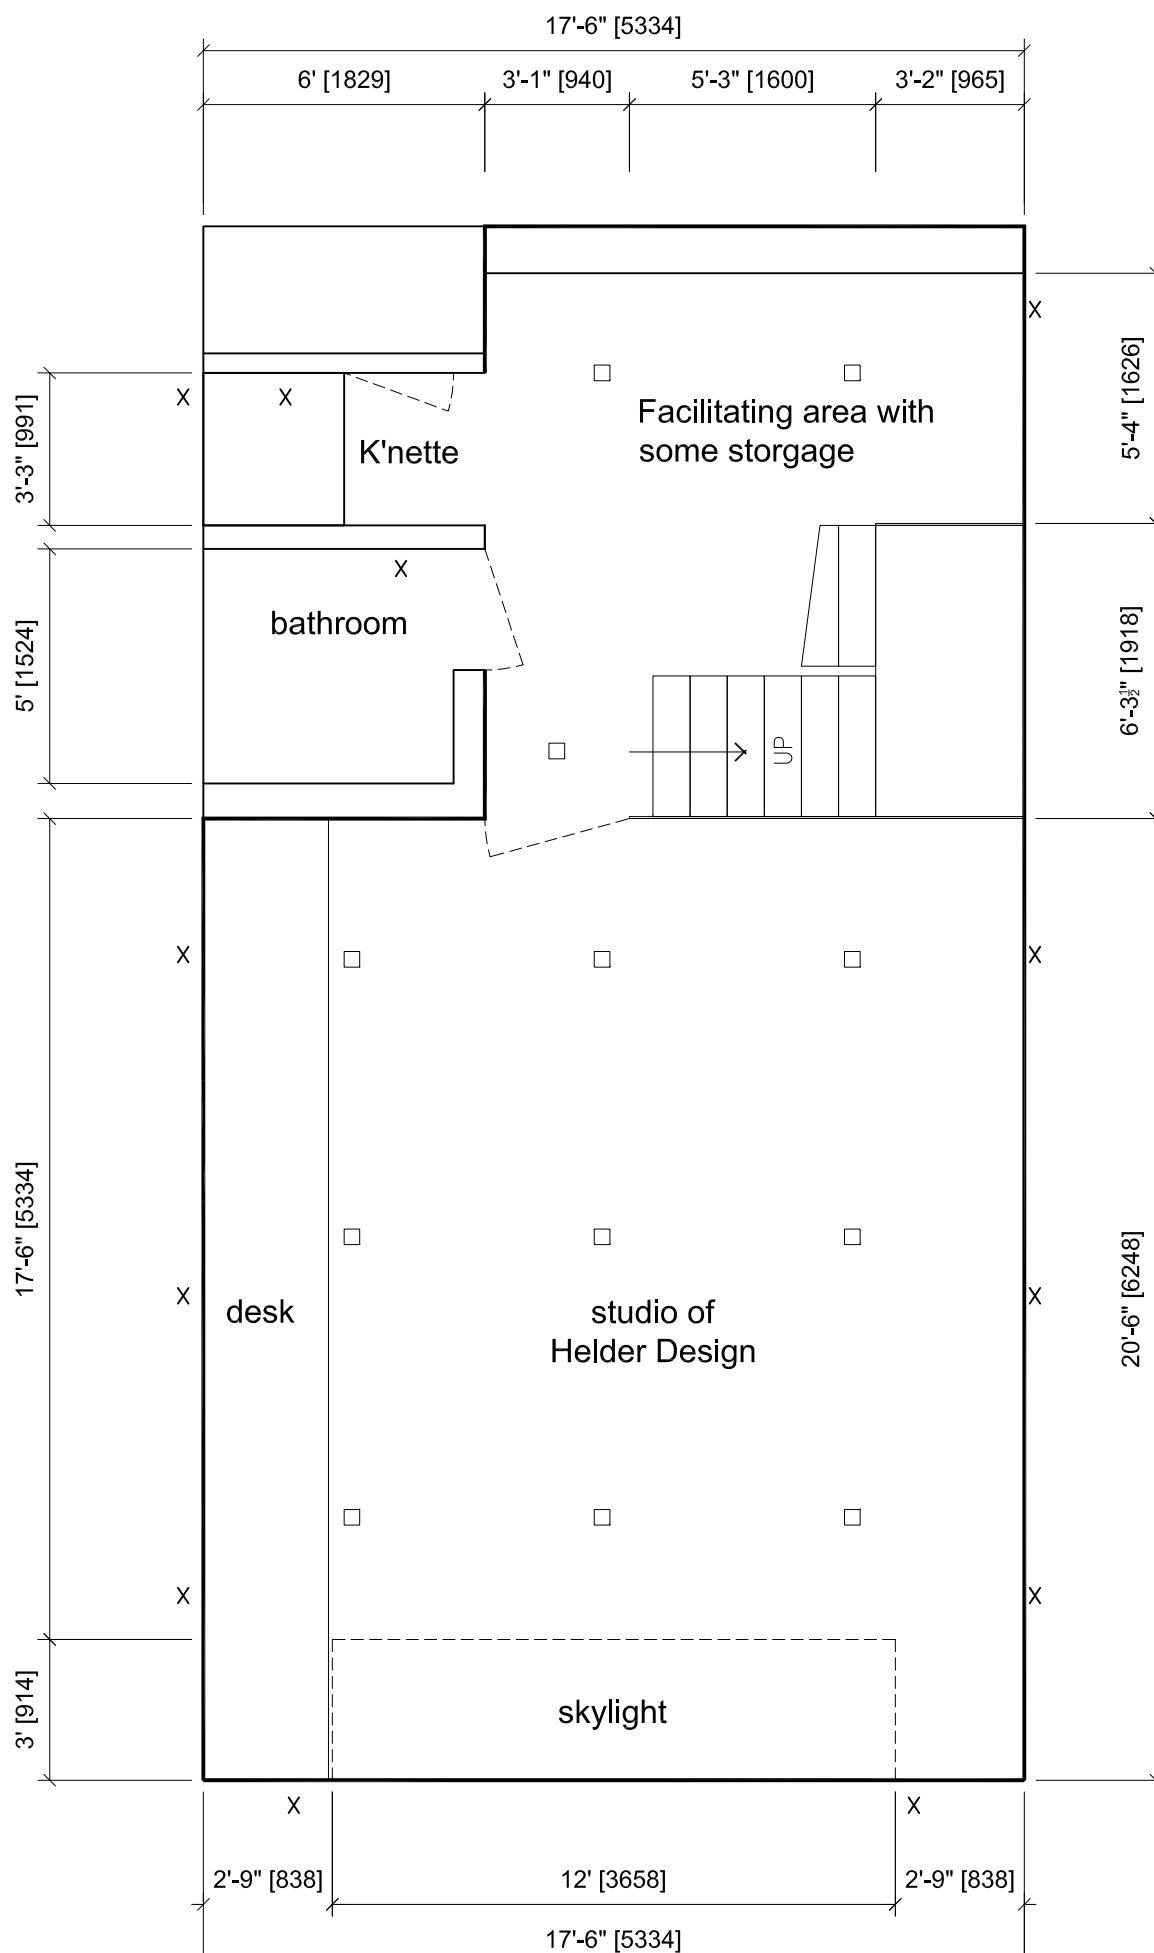 17'-6" [5334]
6' [1829]
3'-1" [940]
5'-3" [1600]
3'-2" [965]
X
5'-4" [1626]
X
X
3'-3" [991]
K'nette
Facilitating area with
some storgage
X
bathroom
5' [1524]
6'-3½" [1918]
UP
X
X
17'-6" [5334]
X
desk
studio of
Helder Design
X
20'-6" [6248]
X
X
3' [914]
skylight
X
X
2'-9" [838]
12' [3658]
2'-9" [838]
17'-6" [5334]